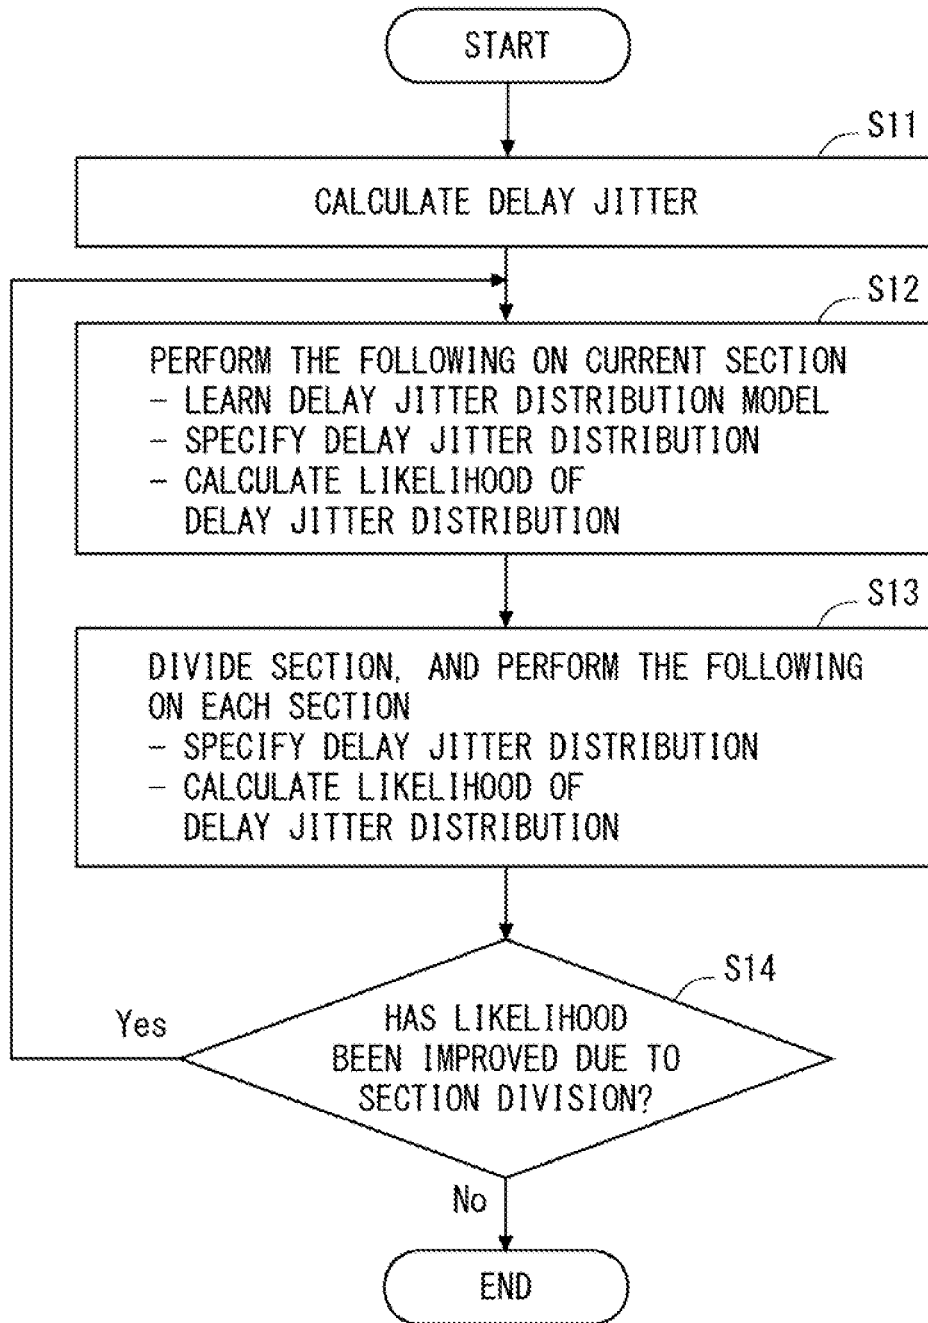 START
S11
CALCULATE DELAY JITTER
S12
PERFORM THE FOLLOWING ON CURRENT SECTION
– LEARN DELAY JITTER DISTRIBUTION MODEL
– SPECIFY DELAY JITTER DISTRIBUTION
– CALCULATE LIKELIHOOD OF
DELAY JITTER DISTRIBUTION
S13
DIVIDE SECTION, AND PERFORM THE FOLLOWING
ON EACH SECTION
– SPECIFY DELAY JITTER DISTRIBUTION
– CALCULATE LIKELIHOOD OF
DELAY JITTER DISTRIBUTION
S14
Yes
HAS LIKELIHOOD
BEEN IMPROVED DUE TO
SECTION DIVISION?
No
END